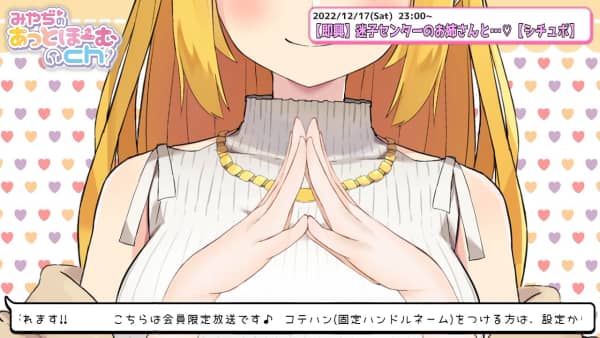 みやぢの
あっとほーむ
ch
2022/12/17(Sat) 23:00~
【即興】迷子センターのお姉さんと…♡【シチュボ】
されます!! こちらは会員限定放送です♪ コテハン(固定ハンドルネーム)をつける方は、設定か